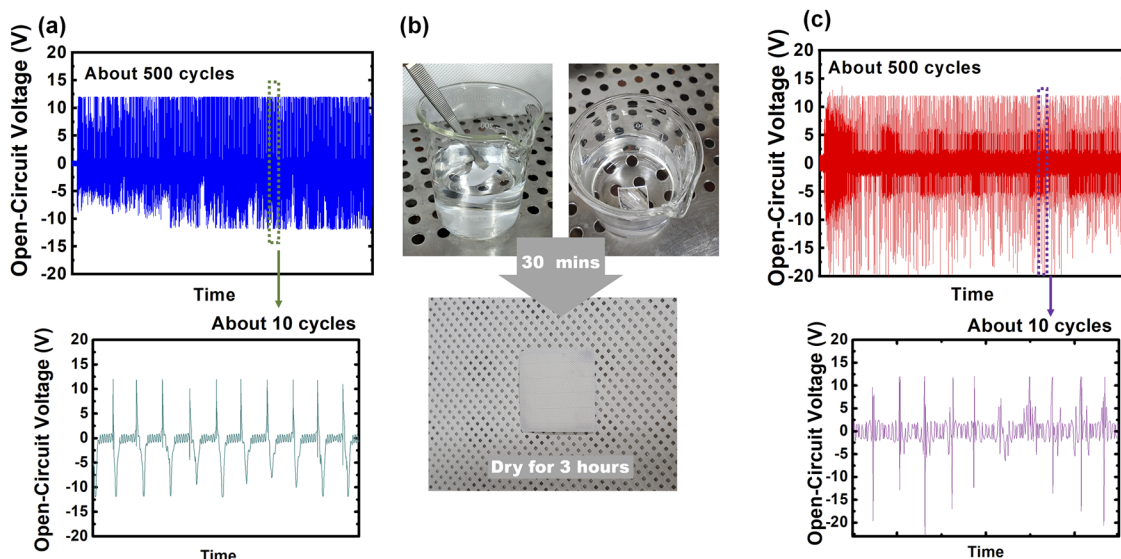 (a)
Open-Circuit Voltage (V)
20
15
10
5
0
-5
-10
-15
-20
About 500 cycles
Time
About 10 cycles
Open-Circuit Voltage (V)
20
15
10
5
0
-5
-10
-15
-20
Time
(b)
30 mins
Dry for 3 hours
(c)
Open-Circuit Voltage (V)
20
15
10
5
0
-5
-10
-15
-20
About 500 cycles
Time
About 10 cycles
Open-Circuit Voltage (V)
20
15
10
5
0
-5
-10
-15
-20
Time